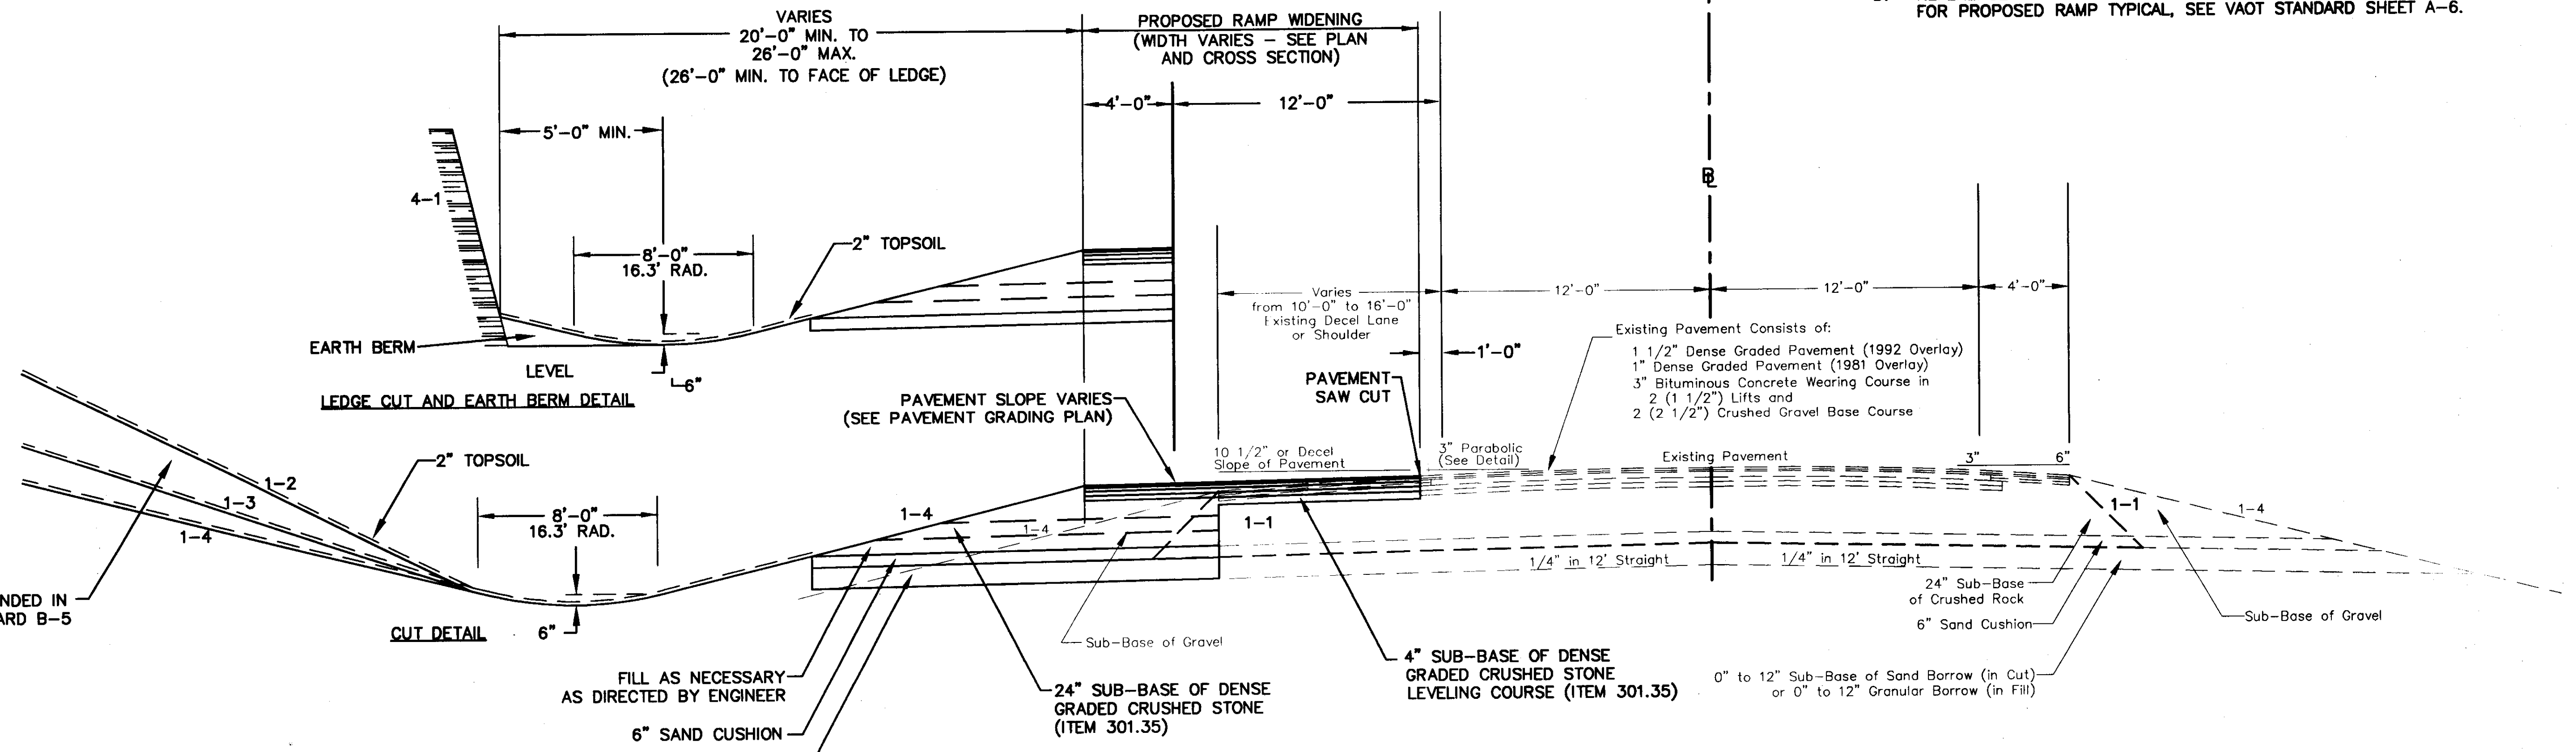 FOR PROPOSED RAMP TYPICAL, SEE VAOT STANDARD SHEET A-6.
VARIES
20'-0" MIN. TO
26'-0" MAX.
(26'-0" MIN. TO FACE OF LEDGE)
PROPOSED RAMP WIDENING
(WIDTH VARIES - SEE PLAN
AND CROSS SECTION)
4'-0"
12'-0"
5'-0" MIN.
4-1
8'-0"
16.3' RAD.
2" TOPSOIL
EARTH BERM
LEVEL
6"
LEDGE CUT AND EARTH BERM DETAIL
Varies
from 10'-0" to 16'-0"
Existing Decel Lane
or Shoulder
12'-0"
12'-0"
4'-0"
1'-0"
Existing Pavement Consists of:
1 1/2" Dense Graded Pavement (1992 Overlay)
1" Dense Graded Pavement (1981 Overlay)
3" Bituminous Concrete Wearing Course in
2 (1 1/2") Lifts and
2 (2 1/2") Crushed Gravel Base Course
PAVEMENT
SAW CUT
PAVEMENT SLOPE VARIES
(SEE PAVEMENT GRADING PLAN)
10 1/2" or Decel
Slope of Pavement
3" Parabolic
(See Detail)
Existing Pavement
3"
6"
2" TOPSOIL
1-2
1-3
1-4
8'-0"
16.3' RAD.
1-4
1-4
1-1
1-1
1-4
1/4" in 12' Straight
1/4" in 12' Straight
NDED IN
ARD B-5
CUT DETAIL
6"
Sub-Base of Gravel
24" Sub-Base
of Crushed Rock
6" Sand Cushion
Sub-Base of Gravel
0" to 12" Sub-Base of Sand Borrow (in Cut)
or 0" to 12" Granular Borrow (in Fill)
FILL AS NECESSARY
AS DIRECTED BY ENGINEER
6" SAND CUSHION
24" SUB-BASE OF DENSE
GRADED CRUSHED STONE
(ITEM 301.35)
4" SUB-BASE OF DENSE
GRADED CRUSHED STONE
LEVELING COURSE (ITEM 301.35)